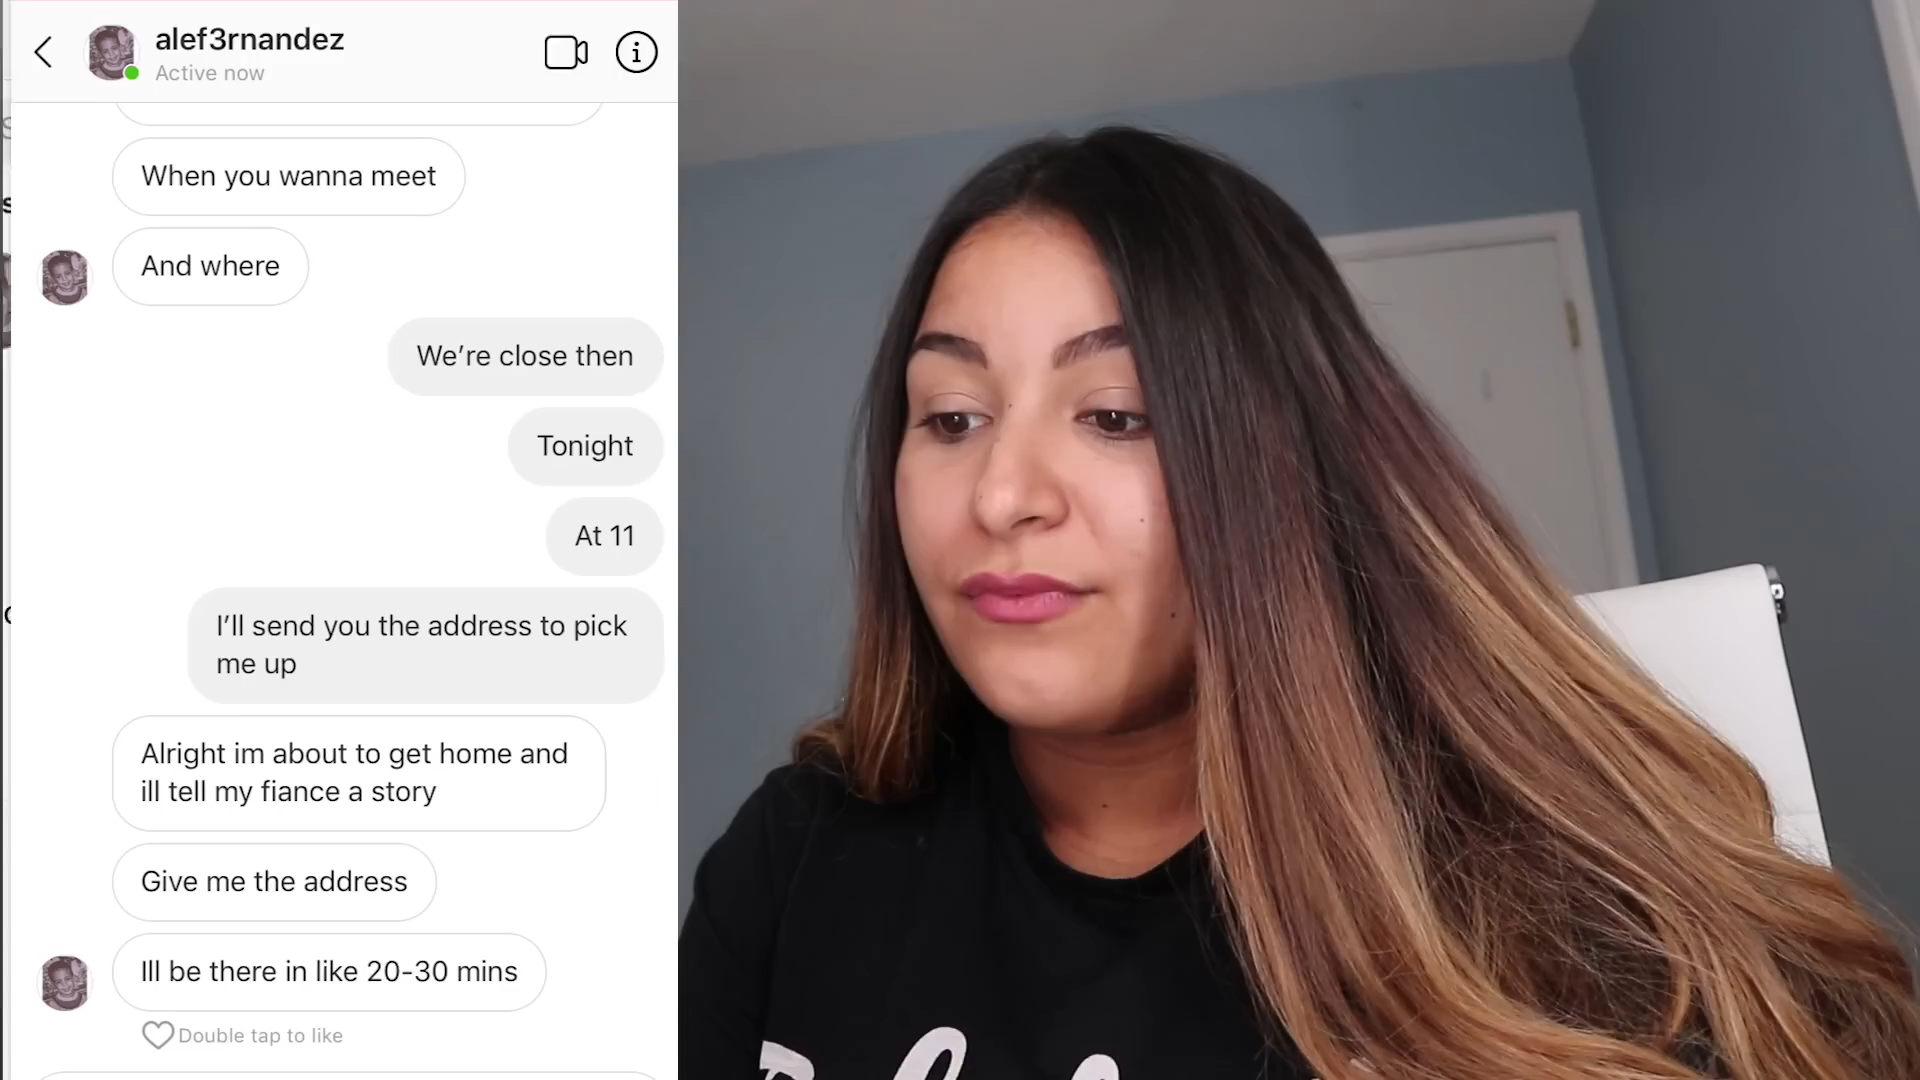 alef3rnandez
Active now
When you wanna meet
And where
We're close then
Tonight
At 11
I'll send you the address to pick
me up
Alright im about to get home and
ill tell my fiance a story
Give me the address
Ill be there in like 20-30 mins
Double tap to like